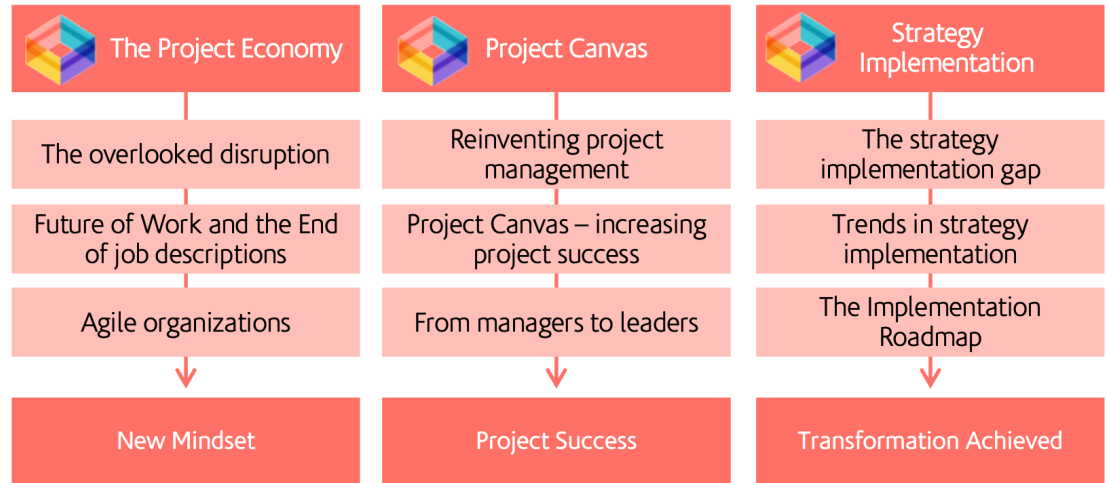 The Project Economy
The overlooked disruption
Future of Work and the End
of job descriptions
Agile organizations
New Mindset
Project Canvas
Reinventing project
management
Project Canvas – increasing
project success
From managers to leaders
Project Success
Strategy
Implementation
The strategy
implementation gap
Trends in strategy
implementation
The Implementation
Roadmap
Transformation Achieved